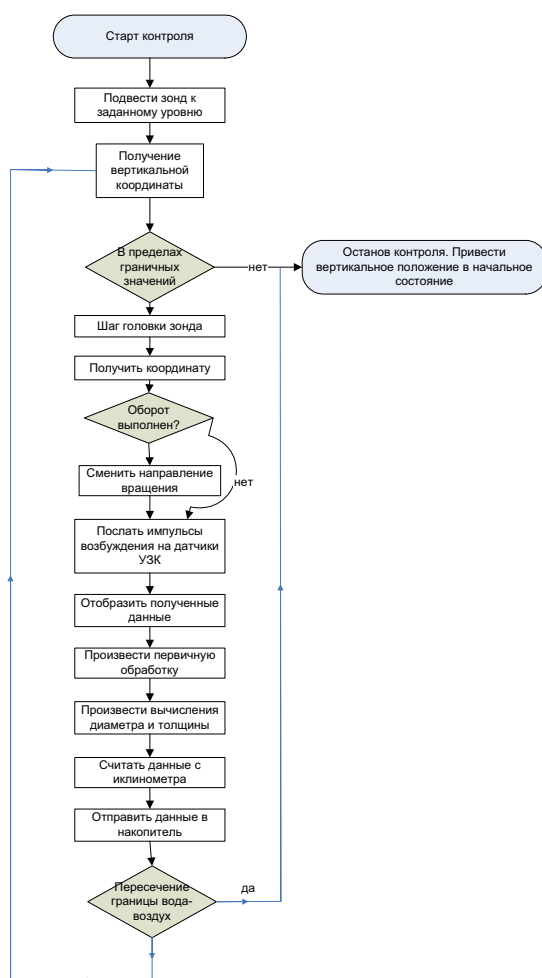 Старт контроля
Подвести зонд к
заданному уровню
Получение
вертикальной
координаты
В пределах
граничных
значений
нет
Останов контроля. Привести
вертикальное положение в начальное
состояние
Шаг головки зонда
Получить координату
Оборот
выполнен?
нет
Сменить направление
вращения
Послать импульсы
возбуждения на датчики
УЗК
Отобразить полученные
данные
Произвести первичную
обработку
Произвести вычисления
диаметра и толщины
Считать данные с
иклинометра
Отправить данные в
накопитель
Пересечение
границы вода-
воздух
да